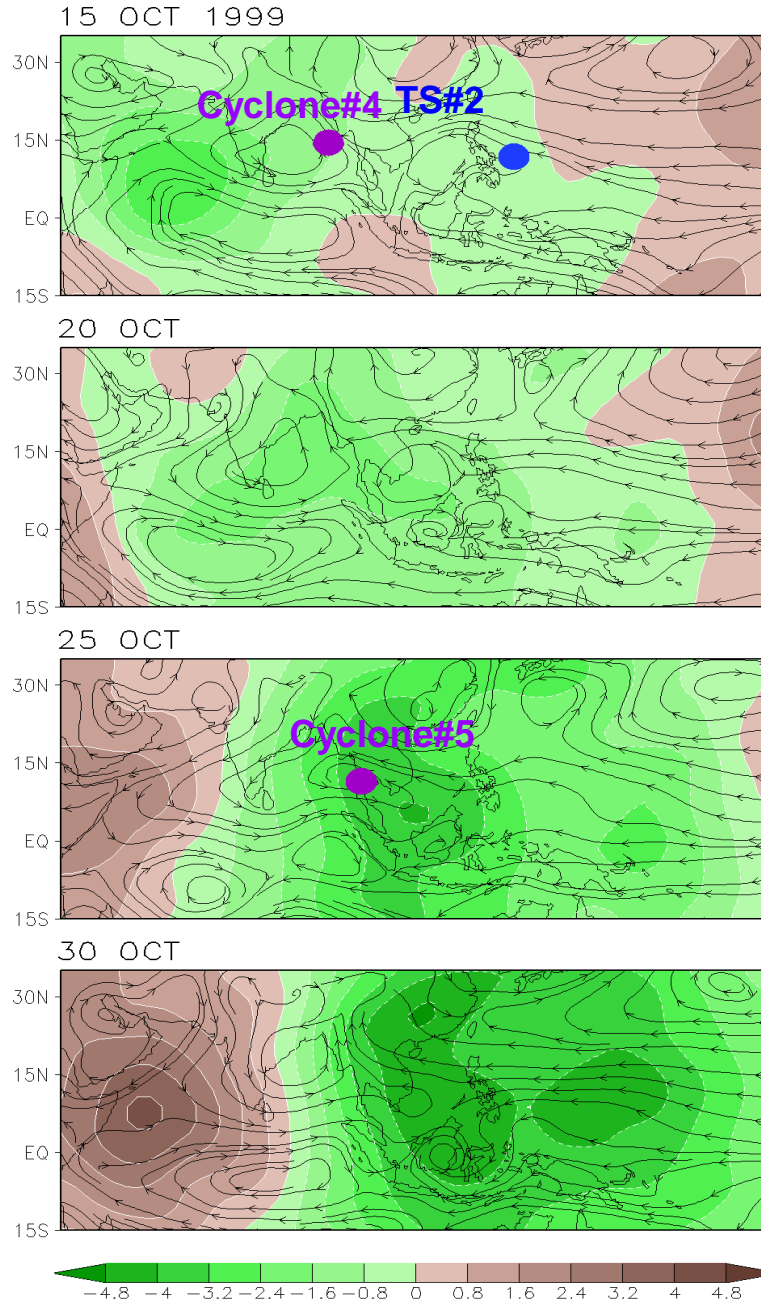 15 OCT 1999
30N
Cyclone#4 TS#2
15N
EQ
15S
20 OCT
30N
15N
EQ
15S
25 OCT
30N
Cyclone#5
15N
EQ
15S
30 OCT
30N
15N
EQ
15S
−4.8 −4 −3.2 −2.4 −1.6 −0.8 0 0.8 1.6 2.4 3.2 4 4.8